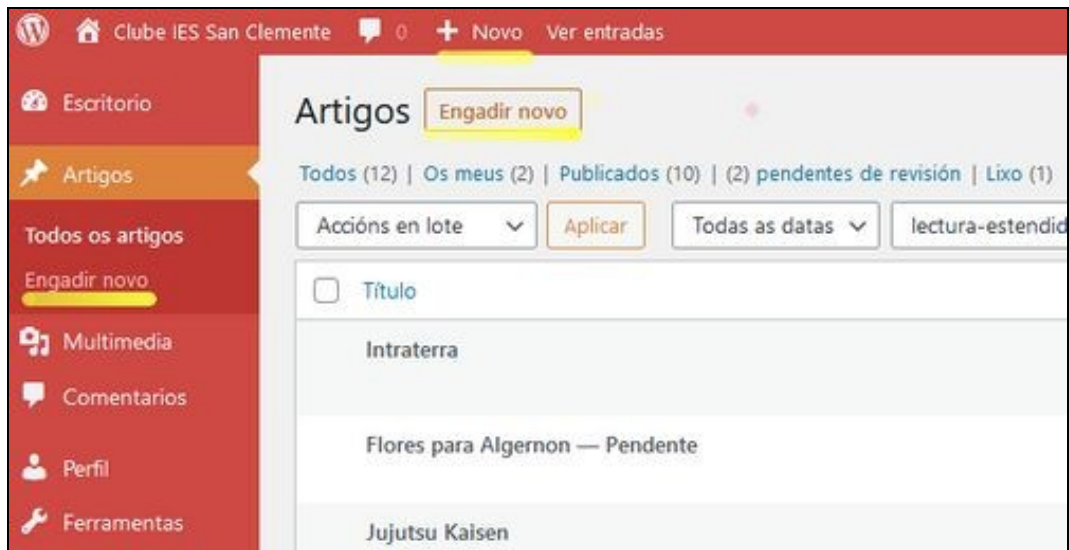 Clube IES San Clemente 0 + Novo Ver entradas
Escritorio
Artigos
Todos os artigos
Engadir novo
Multimedia
Comentarios
Perfil
Ferramentas
Artigos Engadir novo
Todos (12) | Os meus (2) | Publicados (10) | (2) pendentes de revisión | Lixo (1)
Accións en lote Aplicar Todas as datas lectura-estendid
Título
Intraterra
Flores para Algernon — Pendente
Jujutsu Kaisen